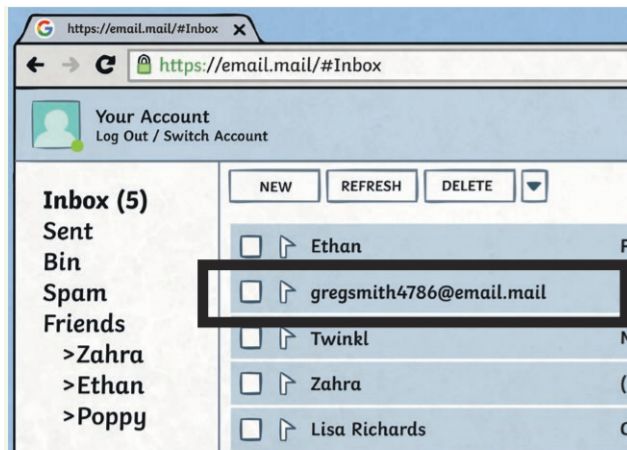 https://email.mail/#Inbox
https://email.mail/#Inbox
Your Account
Log Out / Switch Account
Inbox (5)
Sent
Bin
Spam
Friends
>Zahra
>Ethan
>Poppy
NEW REFRESH DELETE
Ethan
gregsmith4786@email.mail
Twinkl
Zahra
Lisa Richards